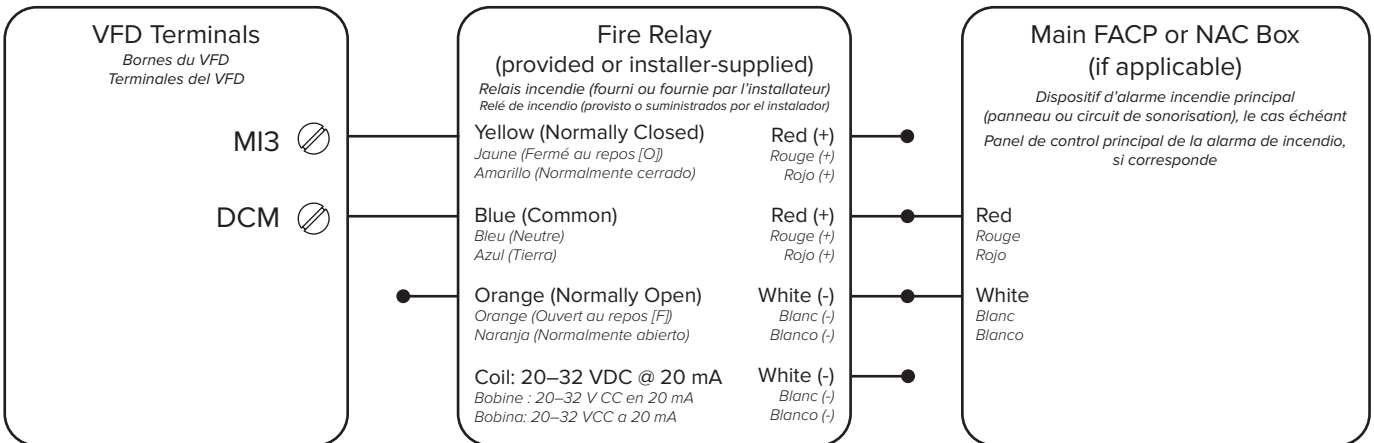 VFD Terminals
Bornes du VFD
Terminales del VFD
MI3
DCM
Fire Relay
(provided or installer-supplied)
Relais incendie (fourni ou fournie par l'installateur)
Relé de incendio (provisto o suministrados por el instalador)
Yellow (Normally Closed)
Jaune (Fermé au repos [O])
Amarillo (Normalmente cerrado)
Red (+)
Rouge (+)
Rojo (+)
Blue (Common)
Bleu (Neutre)
Azul (Tierra)
Red (+)
Rouge (+)
Rojo (+)
Orange (Normally Open)
Orange (Ouvert au repos [F])
Naranja (Normalmente abierto)
White (-)
Blanc (-)
Blanco (-)
Coil: 20–32 VDC @ 20 mA
Bobine : 20–32 V CC en 20 mA
Bobina: 20–32 VCC a 20 mA
White (-)
Blanc (-)
Blanco (-)
Main FACP or NAC Box
(if applicable)
Dispositif d'alarme incendie principal
(panneau ou circuit de sonorisation), le cas échéant
Panel de control principal de la alarma de incendio,
si corresponde
Red
Rouge
Rojo
White
Blanc
Blanco